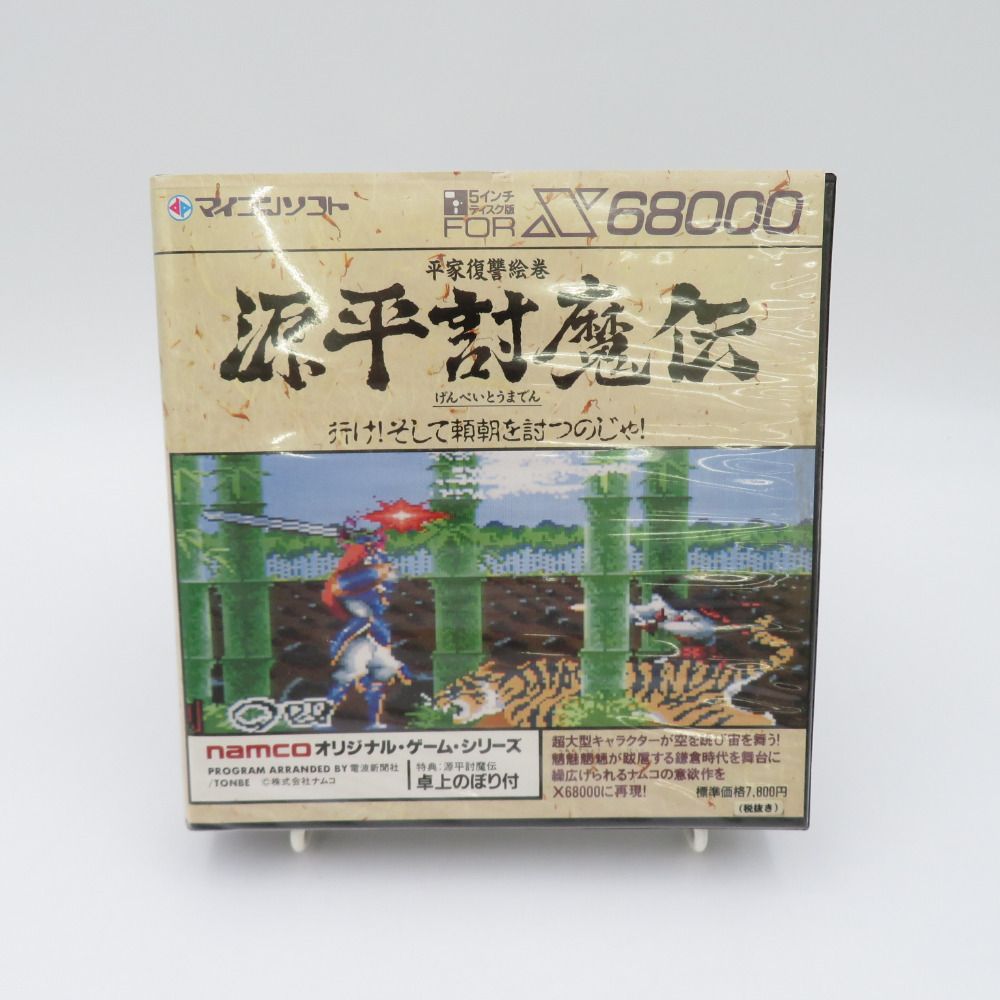 マイコンソフト
5インチ
ディスク版
FOR X68000
平家復讐絵巻
源平討魔伝
げんぺいとうまでん
行け!そして頼朝を討つのじゃ!
namcoオリジナル・ゲーム・シリーズ
PROGRAM ARRANGED BY 電波新聞社
/TONBE ©株式会社ナムコ
特典:源平討魔伝
卓上のぼり付
超大型キャラクターが空を跳び宙を舞う!
魑魅魍魎が跋扈する鎌倉時代を舞台に
繰広げられるナムコの意欲作を
X68000に再現!
標準価格7,800円
(税抜き)